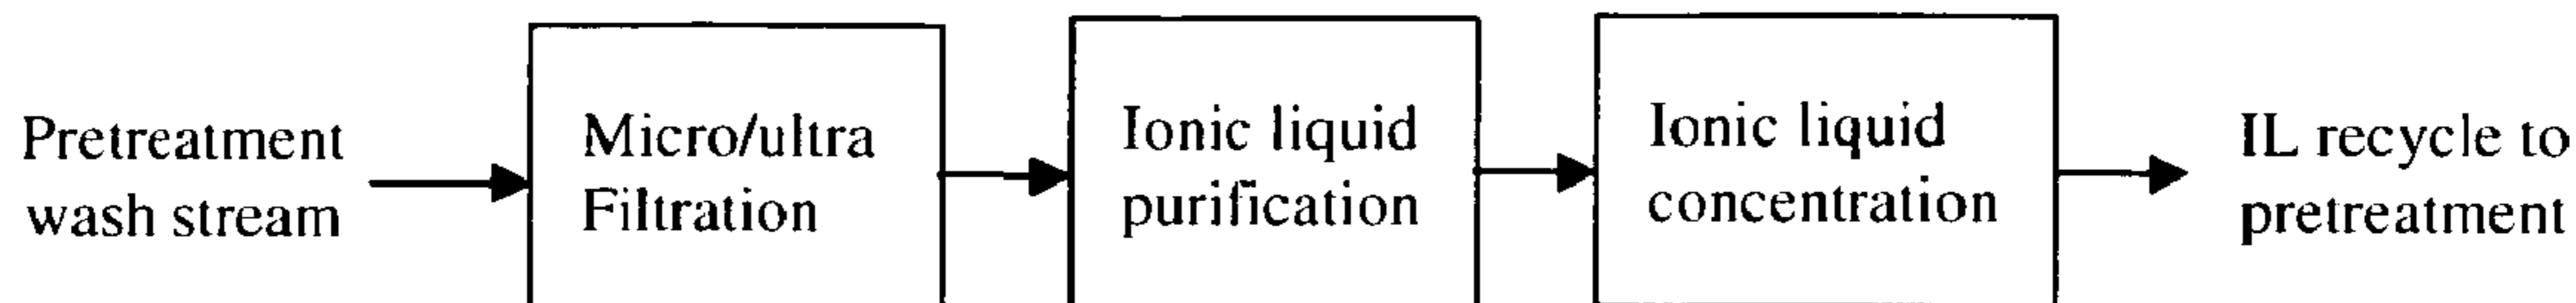 Pretreatment
wash stream
Micro/ultra
Filtration
Ionic liquid
purification
Ionic liquid
concentration
IL recycle to
pretreatment